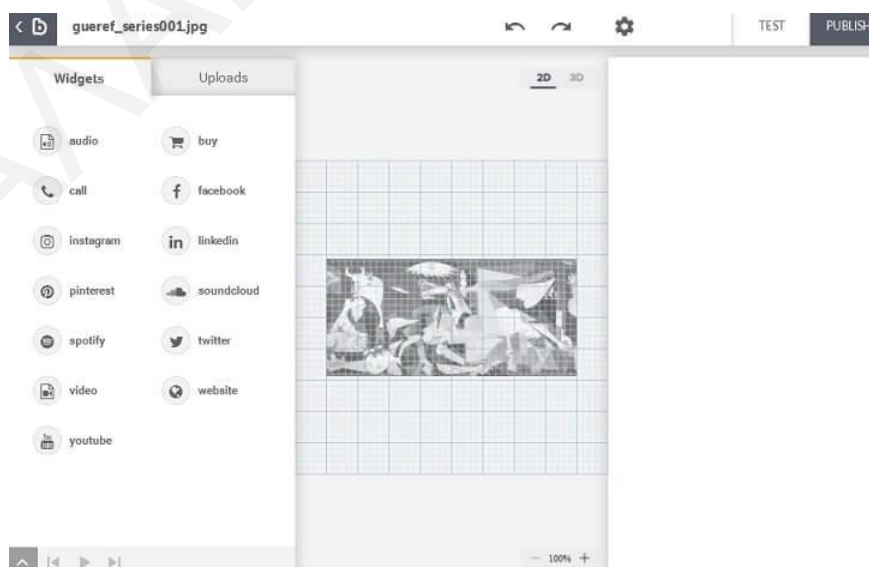 gueref_series001.jpg
TEST
PUBLISH
Widgets
Uploads
2D 3D
audio
buy
call
facebook
instagram
in linkedin
pinterest
soundcloud
spotify
twitter
video
website
youtube
100%